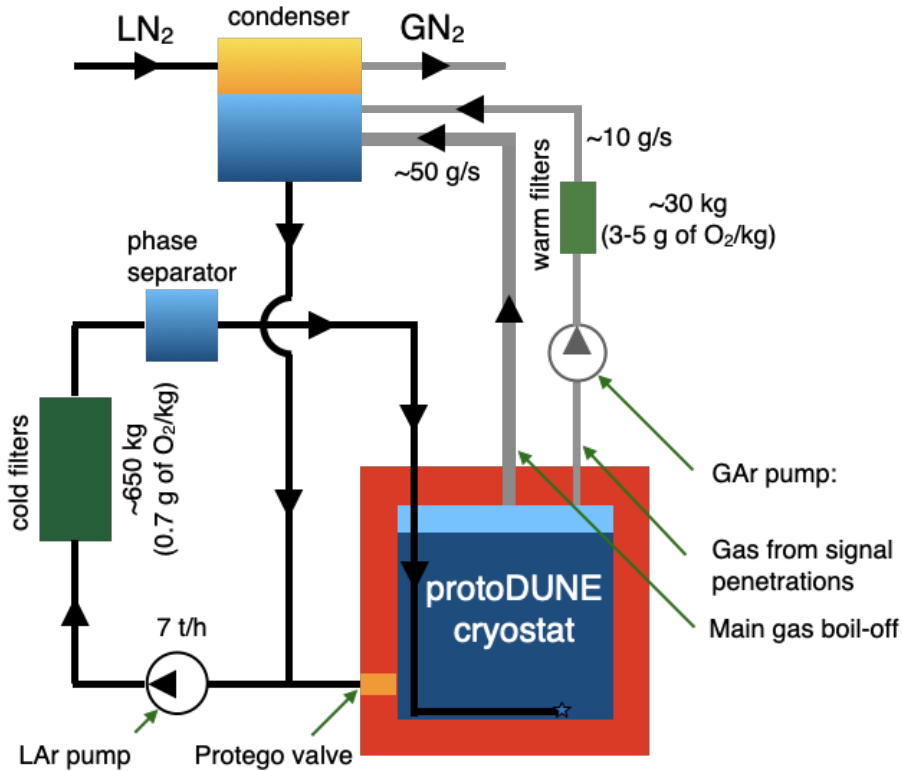 condenser
LN₂
GN₂
~10 g/s
~50 g/s
warm filters
~30 kg
(3-5 g of O₂/kg)
phase
separator
cold filters
~650 kg
(0.7 g of O₂/kg)
GAr pump:
Gas from signal
penetrations
Main gas boil-off
protoDUNE
cryostat
7 t/h
LAr pump
Protego valve